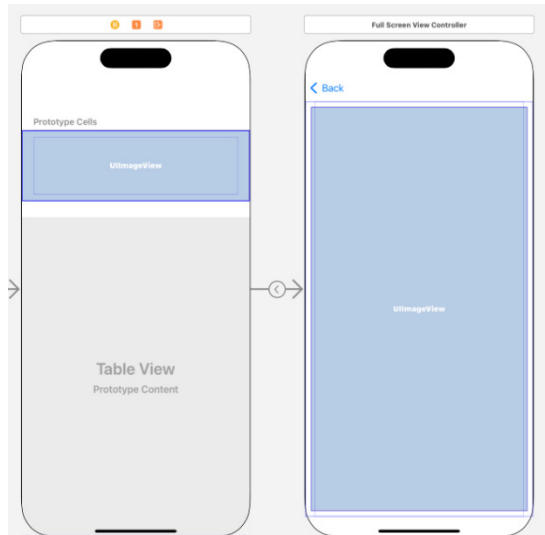 Full Screen View Controller
Back
Prototype Cells
UIImageView
UIImageView
Table View
Prototype Content